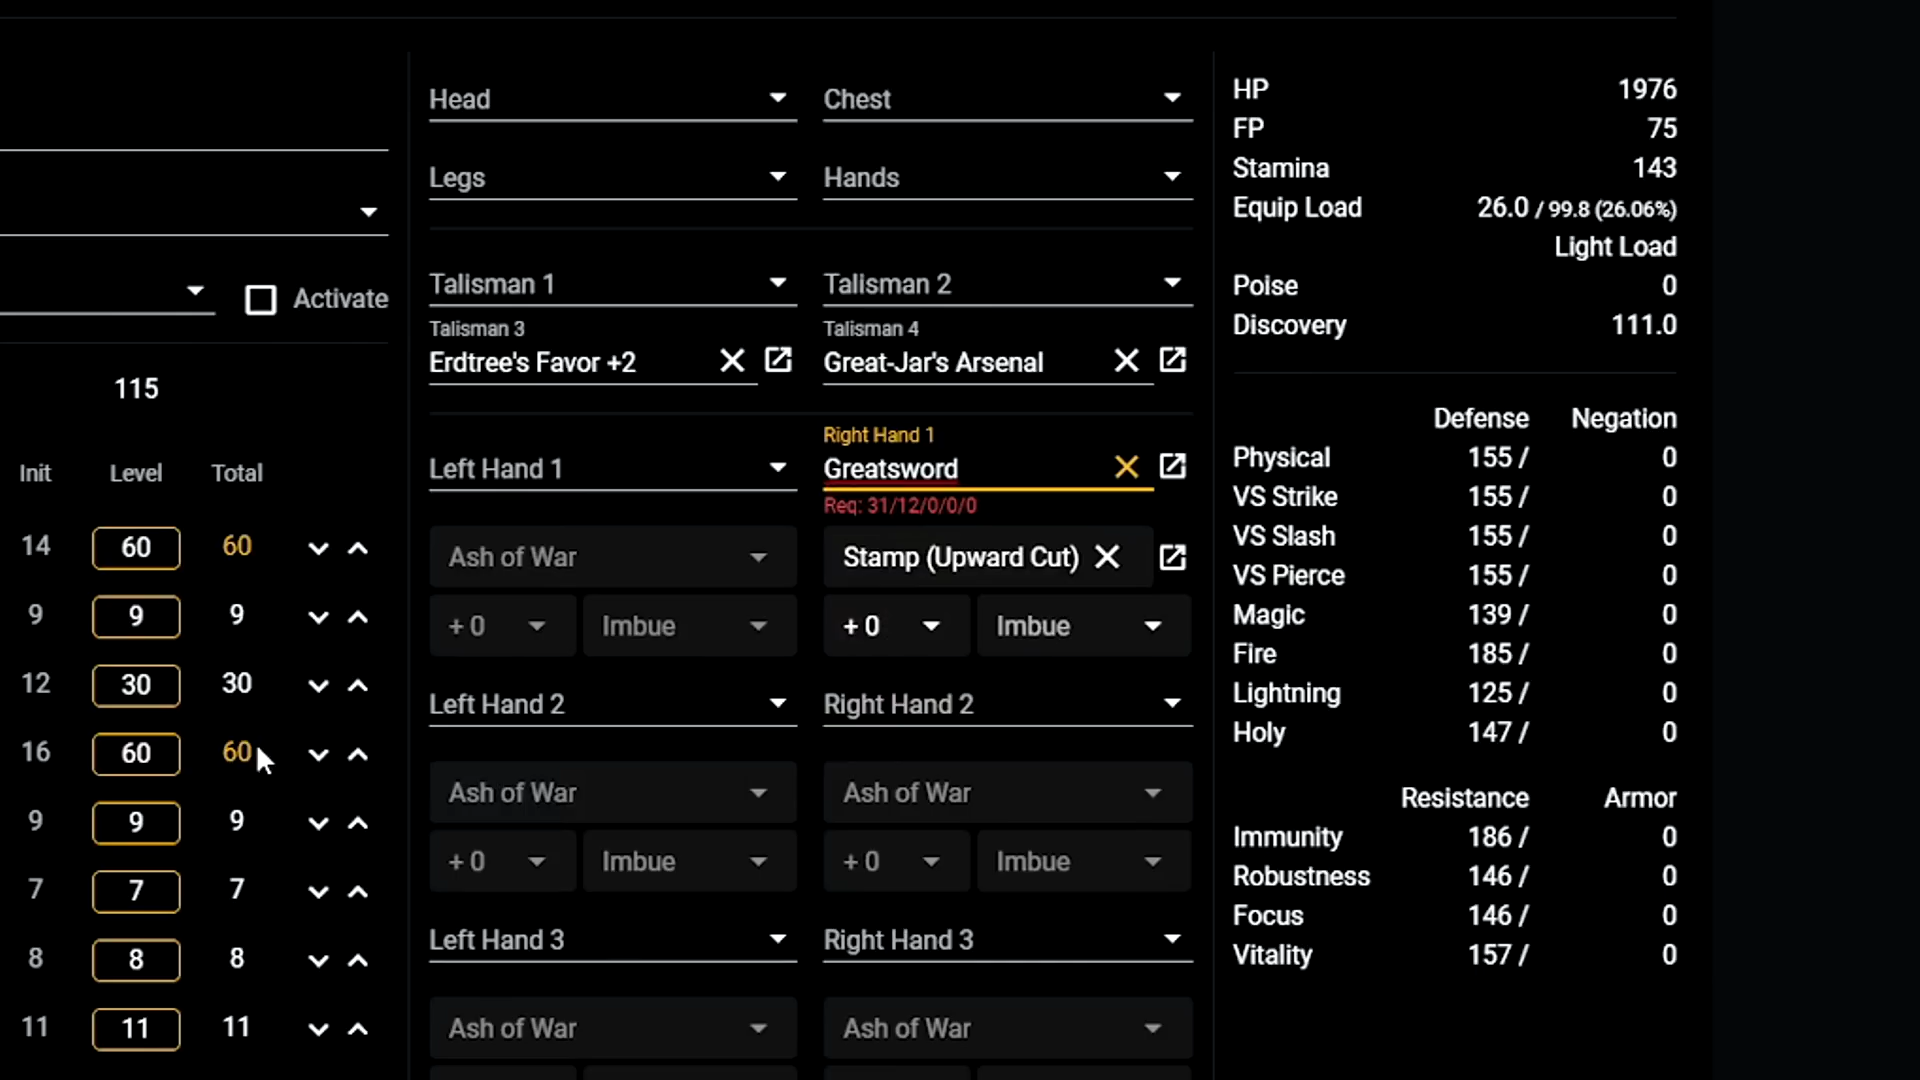 Head
Chest
Legs
Hands
Activate
Talisman 1
Talisman 2
Talisman 3
Erdtree's Favor +2
Talisman 4
Great-Jar's Arsenal
115
Init Level Total
14 60 60
9 9 9
12 30 30
16 60 60
9 9 9
7 7 7
8 8 8
11 11 11
Left Hand 1
Right Hand 1
Greatsword
Req: 31/12/0/0/0
Ash of War
Stamp (Upward Cut)
+ 0 Imbue
+ 0 Imbue
Left Hand 2
Right Hand 2
Ash of War
Ash of War
+ 0 Imbue
+ 0 Imbue
Left Hand 3
Right Hand 3
Ash of War
Ash of War
HP 1976
FP 75
Stamina 143
Equip Load 26.0 / 99.8 (26.06%)
Light Load
Poise 0
Discovery 111.0
Defense Negation
Physical 155 / 0
VS Strike 155 / 0
VS Slash 155 / 0
VS Pierce 155 / 0
Magic 139 / 0
Fire 185 / 0
Lightning 125 / 0
Holy 147 / 0
Resistance Armor
Immunity 186 / 0
Robustness 146 / 0
Focus 146 / 0
Vitality 157 / 0